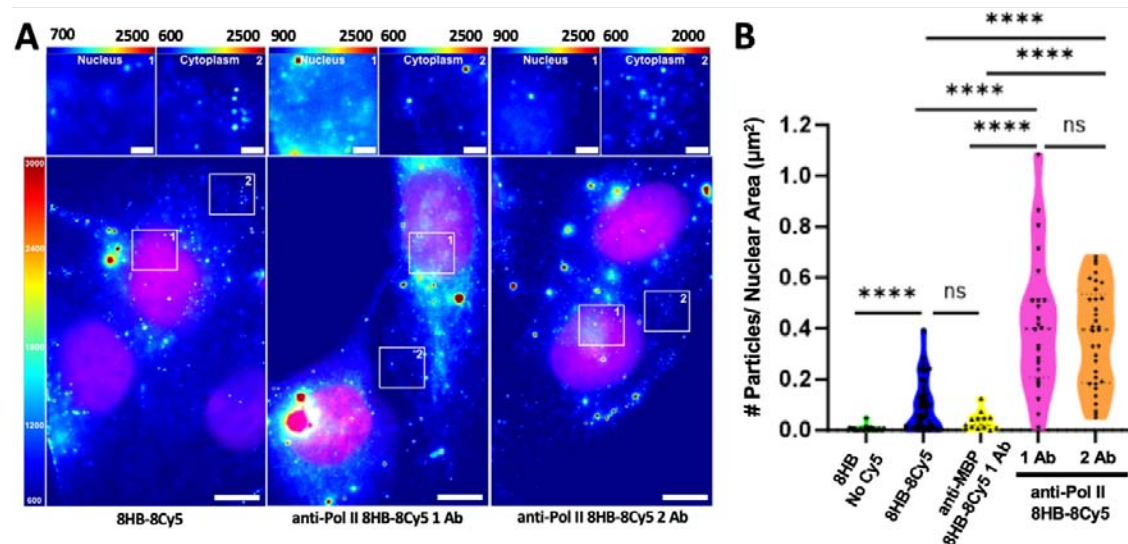 A
700 2500 600 2500 900 2500 600 2500 600 2000
Nucleus 1 Cytoplasm 2 Nucleus 1 Cytoplasm 2 Nucleus 1 Cytoplasm 2
3000
2400
1800
1200
600
1
2
1
2
1
2
8HB-8Cy5
anti-Pol II 8HB-8Cy5 1 Ab
anti-Pol II 8HB-8Cy5 2 Ab
B
****
****
****
**** ns
**** ns
# Particles/ Nuclear Area (µm²)
1.2
1.0
0.8
0.6
0.4
0.2
0.0
8HB
No Cy5
8HB-8Cy5
anti-MBP
8HB-8Cy5 1 Ab
1 Ab 2 Ab
anti-Pol II
8HB-8Cy5